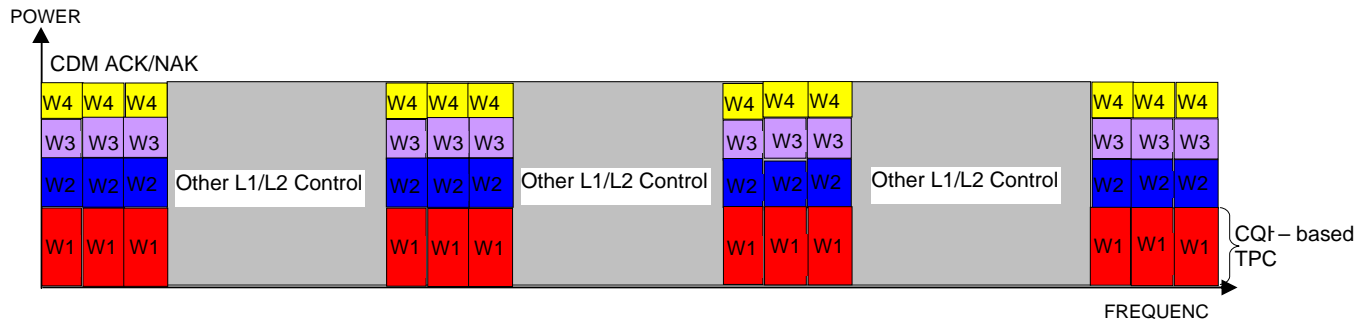 POWER
CDM ACK/NAK
W4 W4 W4 W4 W4 W4 W4 W4 W4 W4 W4 W4
W3 W3 W3 W3 W3 W3 W3 W3 W3 W3 W3 W3
W2 W2 W2 Other L1/L2 Control W2 W2 W2 Other L1/L2 Control W2 W2 W2 Other L1/L2 Control W2 W2 W2
W1 W1 W1 W1 W1 W1 W1 W1 W1 W1 W1 W1
CQI – based
TPC
FREQUENC